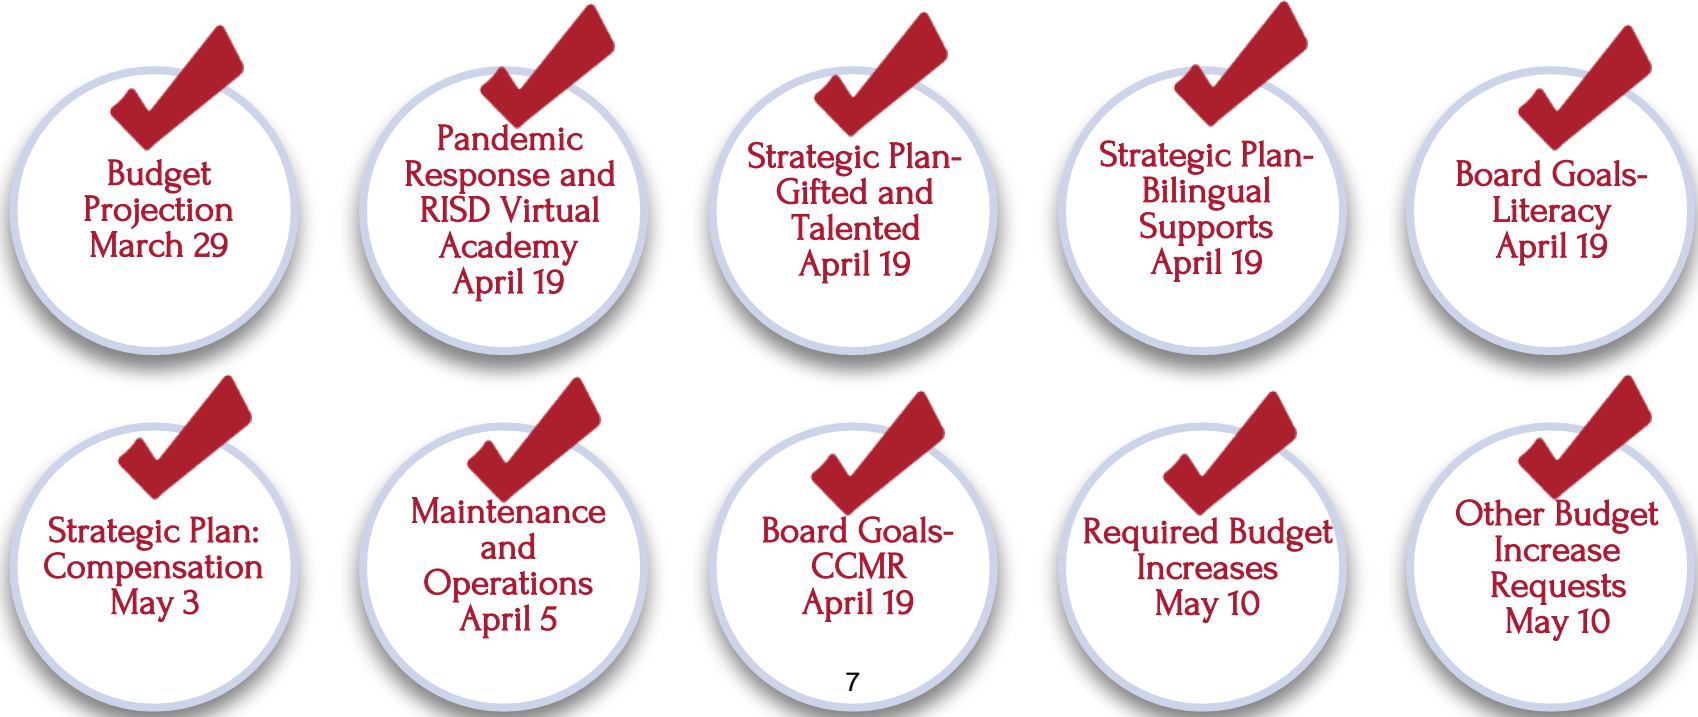 Budget
Projection
March 29
Pandemic
Response and
RISD Virtual
Academy
April 19
Strategic Plan-
Gifted and
Talented
April 19
Strategic Plan-
Bilingual
Supports
April 19
Board Goals-
Literacy
April 19
Strategic Plan:
Compensation
May 3
Maintenance
and
Operations
April 5
Board Goals-
CCMR
April 19
Required Budget
Increases
May 10
Other Budget
Increase
Requests
May 10
7